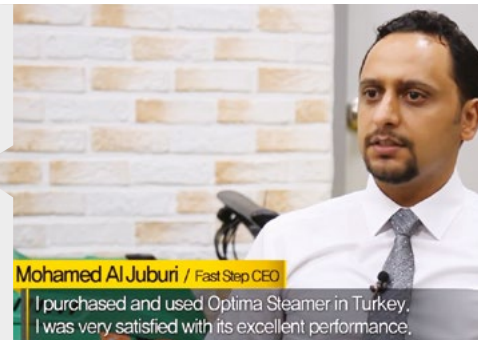 Mohamed Al Juburi / Fast Step CEO
I purchased and used Optima Steamer in Turkey.
I was very satisfied with its excellent performance,